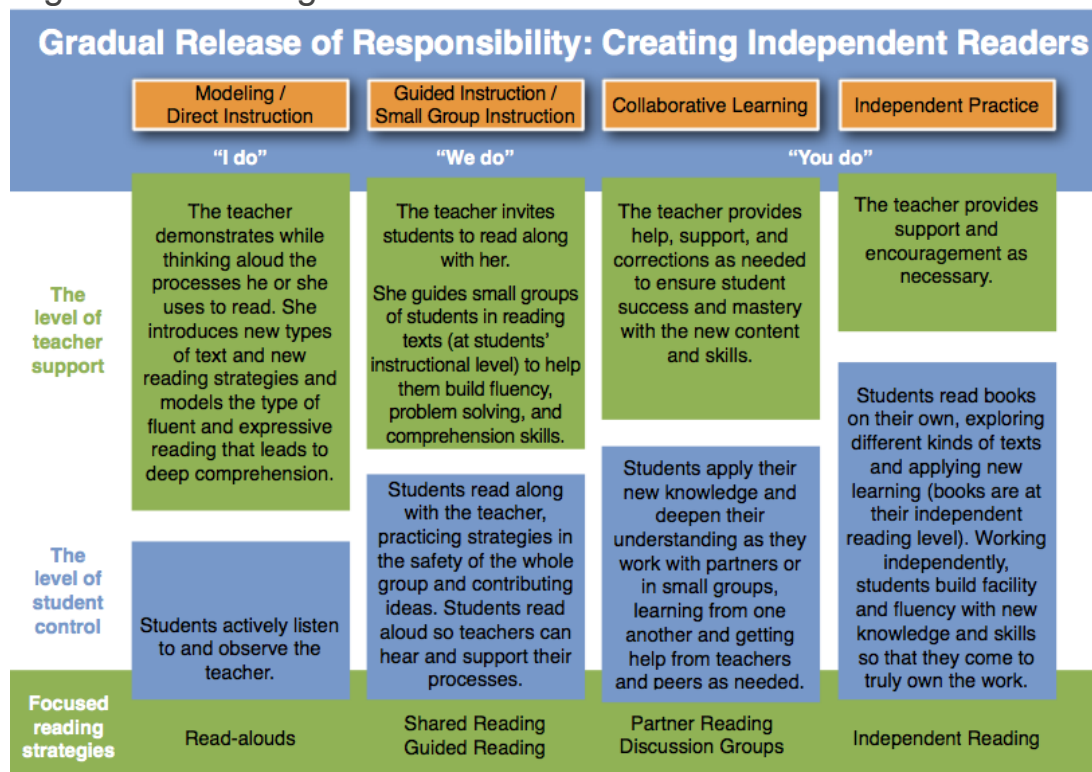 Gradual Release of Responsibility: Creating Independent Readers
Modeling /
Direct Instruction
Guided Instruction /
Small Group Instruction
Collaborative Learning
Independent Practice
“I do”
“We do”
“You do”
The
level of
teacher
support
The teacher
demonstrates while
thinking aloud the
processes he or she
uses to read. She
introduces new types
of text and new
reading strategies and
models the type of
fluent and expressive
reading that leads to
deep comprehension.
The teacher invites
students to read along
with her.
She guides small groups
of students in reading
texts (at students’
instructional level) to help
them build fluency,
problem solving, and
comprehension skills.
The teacher provides
help, support, and
corrections as needed
to ensure student
success and mastery
with the new content
and skills.
The teacher provides
support and
encouragement as
necessary.
The
level of
student
control
Students actively listen
to and observe the
teacher.
Students read along
with the teacher,
practicing strategies in
the safety of the whole
group and contributing
ideas. Students read
aloud so teachers can
hear and support their
processes.
Students apply their
new knowledge and
deepen their
understanding as they
work with partners or
in small groups,
learning from one
another and getting
help from teachers
and peers as needed.
Students read books
on their own, exploring
different kinds of texts
and applying new
learning (books are at
their independent
reading level). Working
independently,
students build facility
and fluency with new
knowledge and skills
so that they come to
truly own the work.
Focused
reading
strategies
Read-alouds
Shared Reading
Guided Reading
Partner Reading
Discussion Groups
Independent Reading